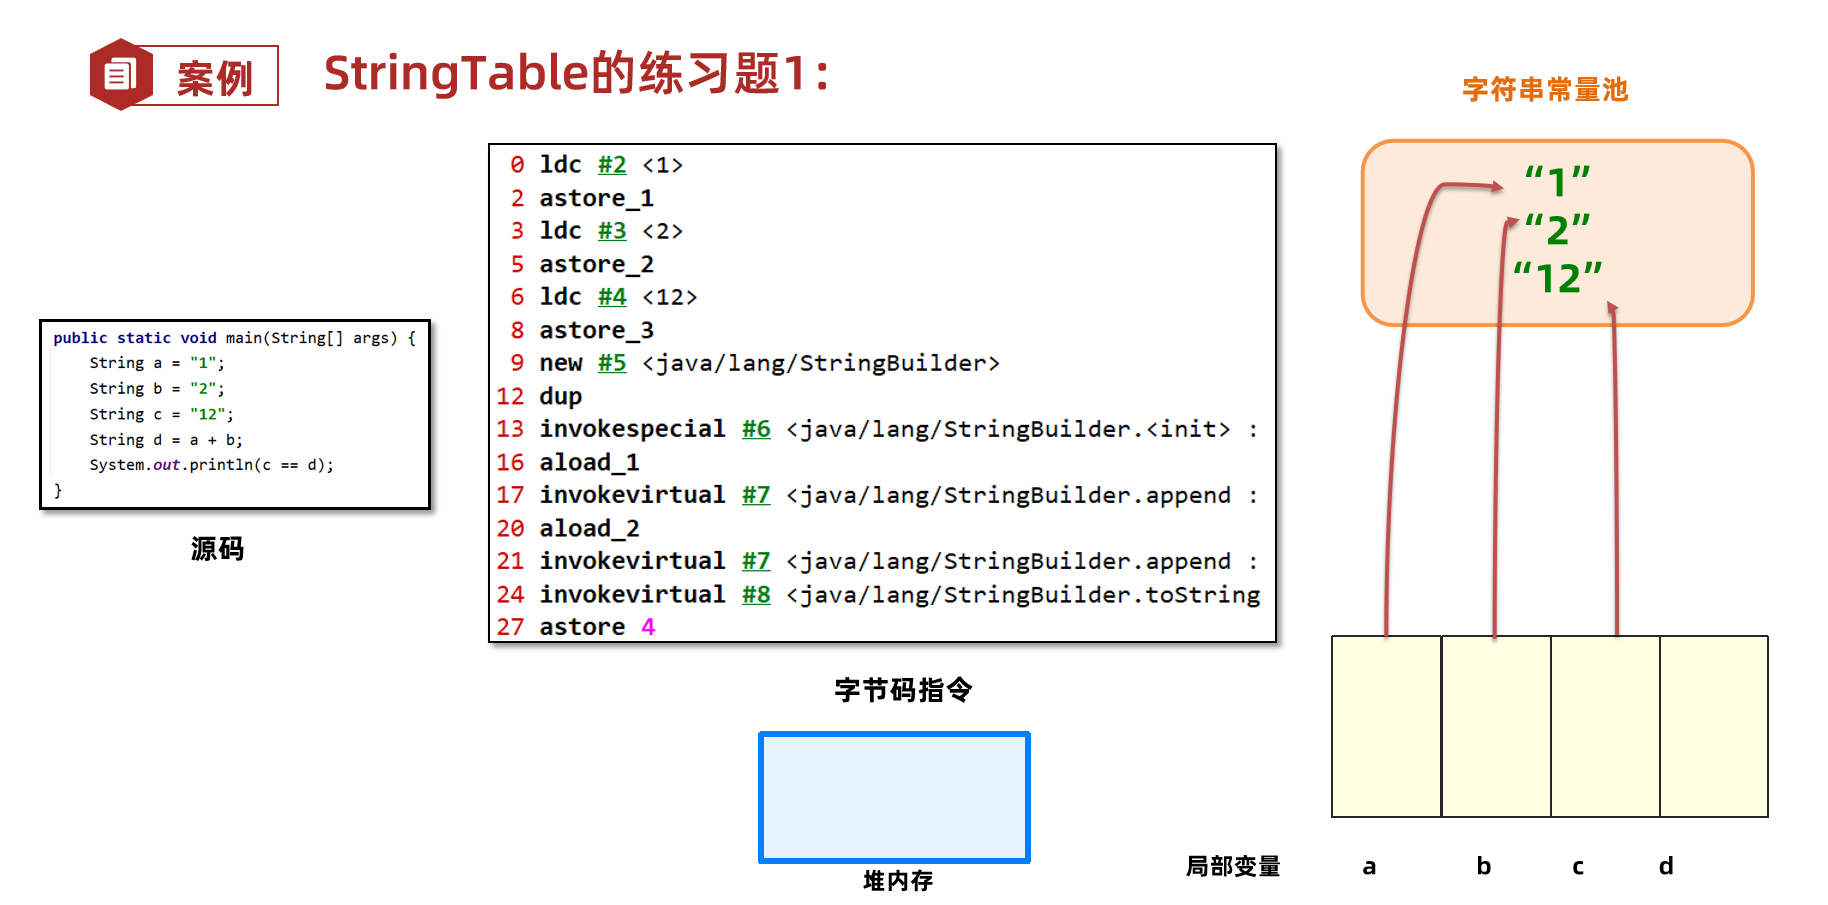 案例
StringTable的练习题1:
字符串常量池
“1”
“2”
“12”
0 ldc #2 <1>
2 astore_1
3 ldc #3 <2>
5 astore_2
6 ldc #4 <12>
8 astore_3
9 new #5 <java/lang/StringBuilder>
12 dup
13 invokespecial #6 <java/lang/StringBuilder.<init> :
16 aload_1
17 invokevirtual #7 <java/lang/StringBuilder.append :
20 aload_2
21 invokevirtual #7 <java/lang/StringBuilder.append :
24 invokevirtual #8 <java/lang/StringBuilder.toString
27 astore 4
字节码指令
public static void main(String[] args) {
String a = "1";
String b = "2";
String c = "12";
String d = a + b;
System.out.println(c == d);
}
源码
堆内存
局部变量 a b c d